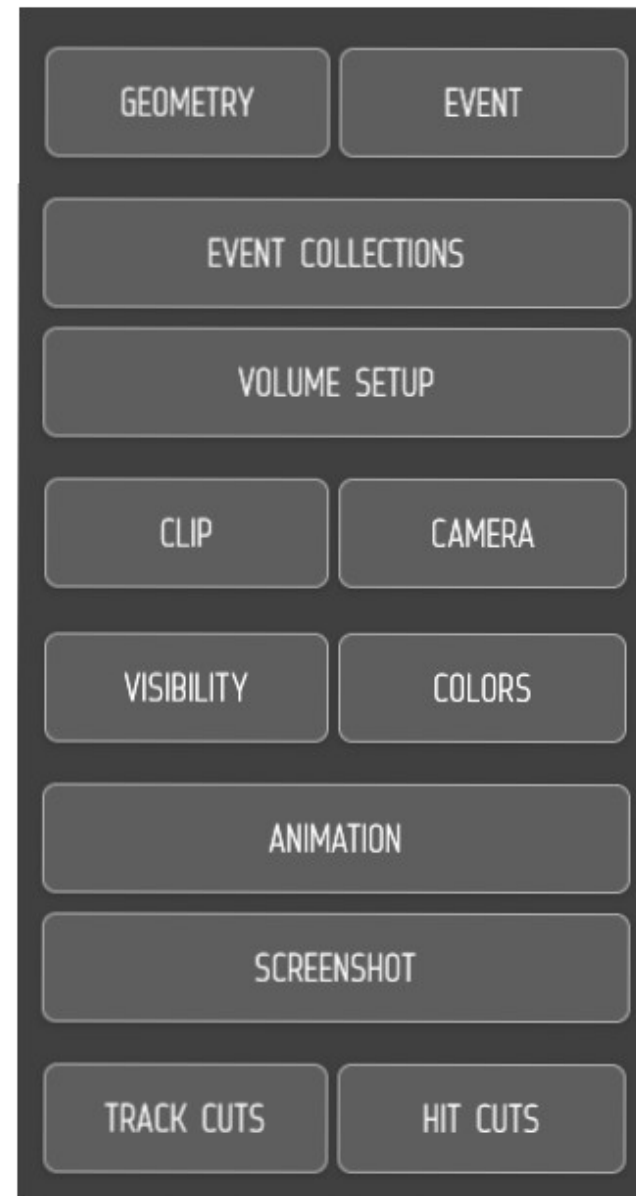 GEOMETRY EVENT
EVENT COLLECTIONS
VOLUME SETUP
CLIP CAMERA
VISIBILITY COLORS
ANIMATION
SCREENSHOT
TRACK CUTS HIT CUTS